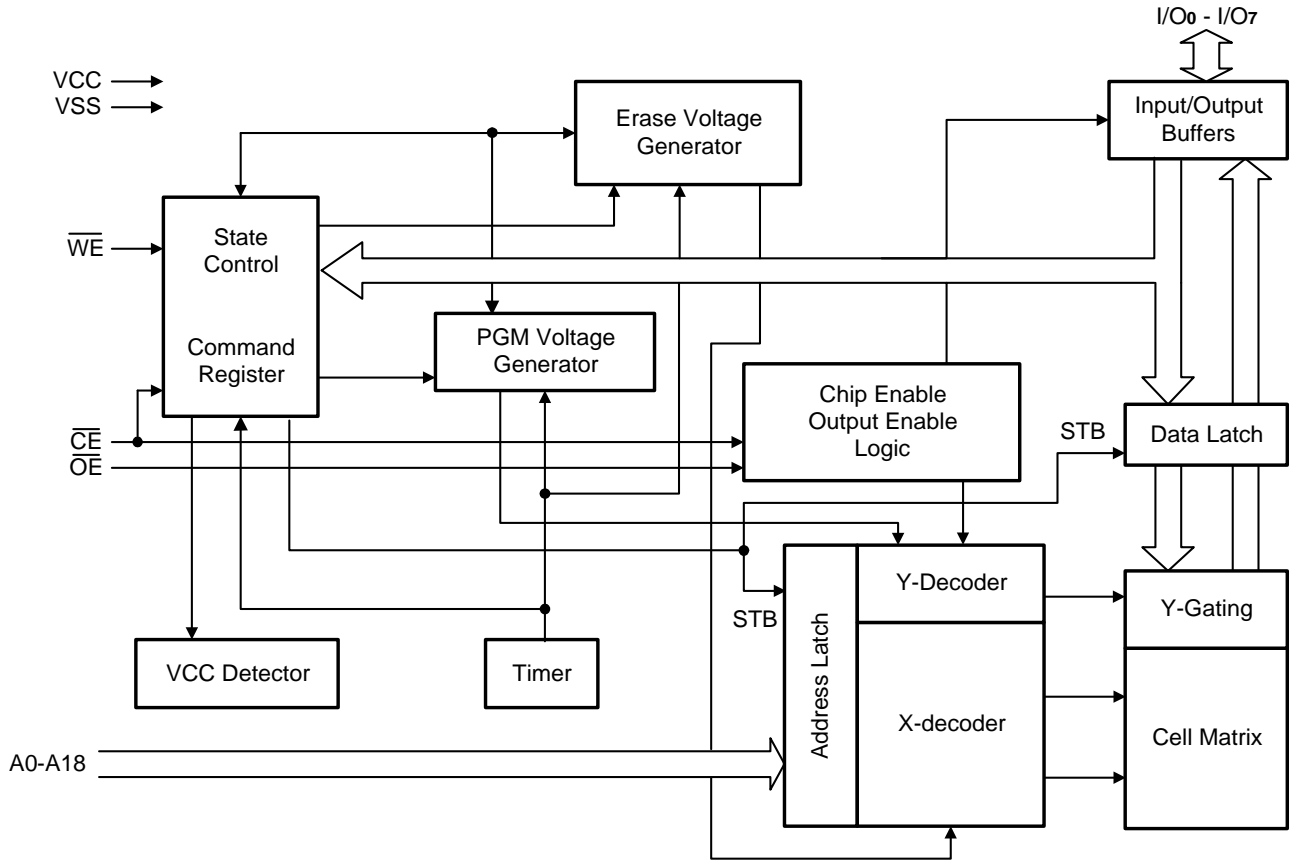 I/O0 - I/O7
VCC
VSS
Erase Voltage
Generator
Input/Output
Buffers
WE
State
Control
Command
Register
PGM Voltage
Generator
Chip Enable
Output Enable
Logic
CE
OE
STB
Data Latch
STB
Address Latch
Y-Decoder
Y-Gating
VCC Detector
Timer
X-decoder
Cell Matrix
A0-A18